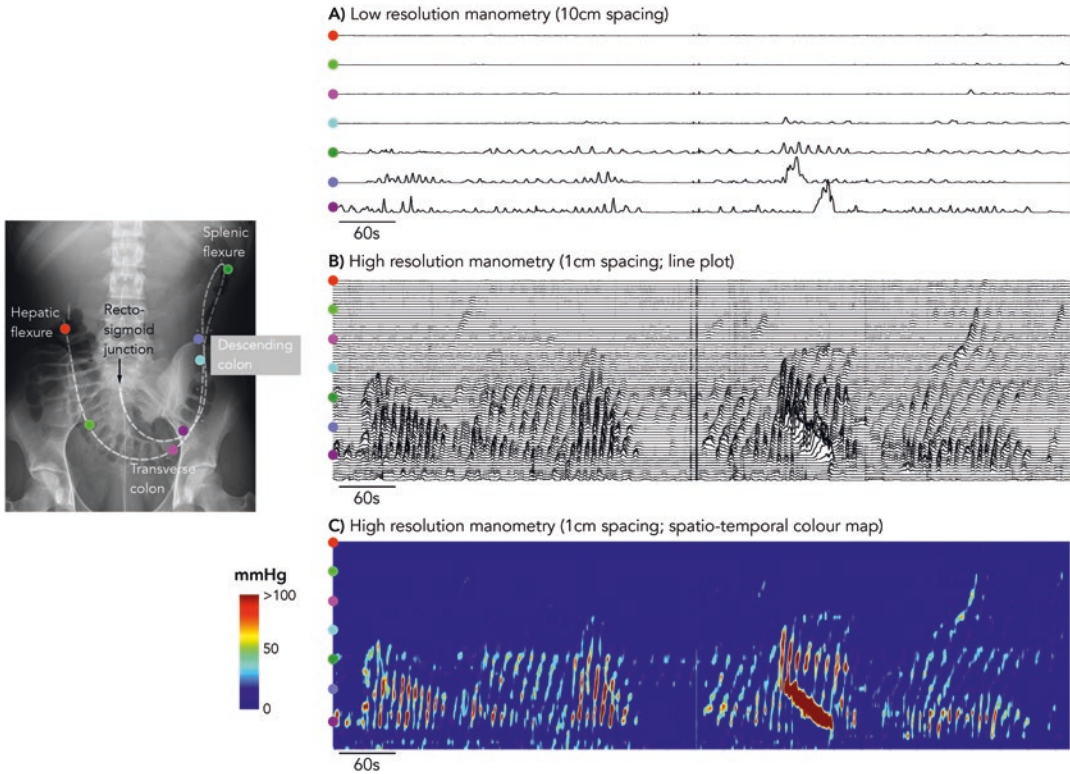 A) Low resolution manometry (10cm spacing)
60s
B) High resolution manometry (1cm spacing; line plot)
60s
C) High resolution manometry (1cm spacing; spatio-temporal colour map)
60s
Splenic
flexure
Hepatic
flexure
Recto-
sigmoid
junction
Descending
colon
Transverse
colon
mmHg
>100
50
0